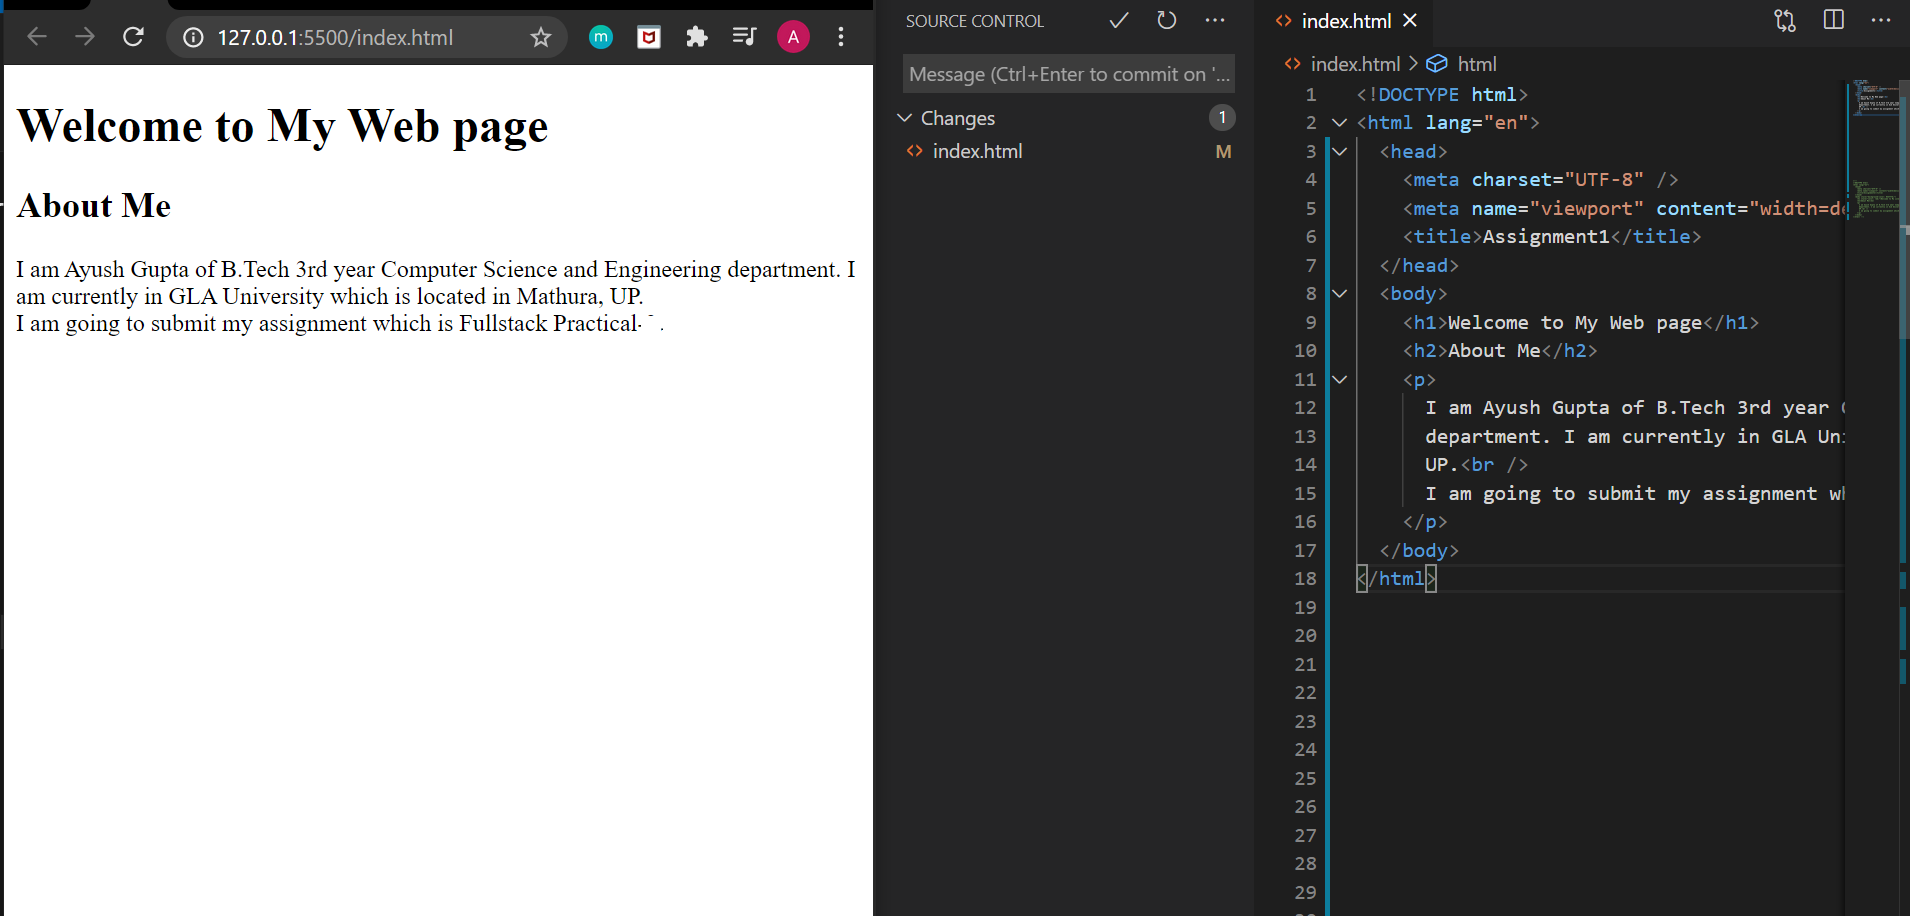 127.0.0.1:5500/index.html
m
A
Welcome to My Web page
About Me
I am Ayush Gupta of B.Tech 3rd year Computer Science and Engineering department. I
am currently in GLA University which is located in Mathura, UP.
I am going to submit my assignment which is Fullstack Practical-
SOURCE CONTROL
Message (Ctrl+Enter to commit on '...
Changes 1
index.html M
index.html
index.html > html
1 <!DOCTYPE html>
2 <html lang="en">
3 <head>
4 <meta charset="UTF-8" />
5 <meta name="viewport" content="width=de
6 <title>Assignment1</title>
7 </head>
8 <body>
9 <h1>Welcome to My Web page</h1>
10 <h2>About Me</h2>
11 <p>
12 I am Ayush Gupta of B.Tech 3rd year
13 department. I am currently in GLA Uni
14 UP.<br />
15 I am going to submit my assignment wh
16 </p>
17 </body>
18 </html>
19
20
21
22
23
24
25
26
27
28
29